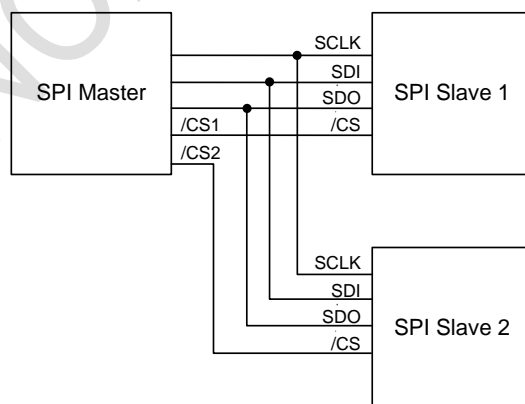 SPI Master
/CS1
/CS2
SCLK
SDI
SDO
/CS
SPI Slave 1
SCLK
SDI
SDO
/CS
SPI Slave 2